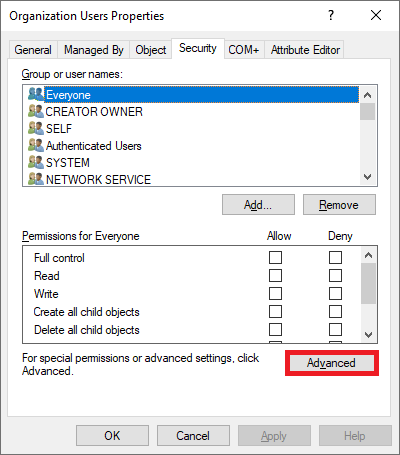 Organization Users Properties
General Managed By Object Security COM+ Attribute Editor
Group or user names:
Everyone
CREATOR OWNER
SELF
Authenticated Users
SYSTEM
NETWORK SERVICE
Add... Remove
Permissions for Everyone Allow Deny
Full control
Read
Write
Create all child objects
Delete all child objects
For special permissions or advanced settings, click
Advanced.
Advanced
OK Cancel Apply Help